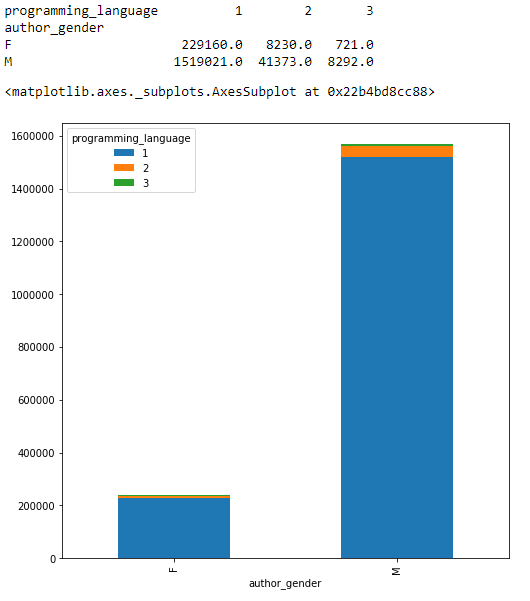 programming_language 1 2 3
author_gender
F 229160.0 8230.0 721.0
M 1519021.0 41373.0 8292.0
<matplotlib.axes._subplots.AxesSubplot at 0x22b4bd8cc88>
programming_language
1
2
3
1600000
1400000
1200000
1000000
800000
600000
400000
200000
0
F
M
author_gender